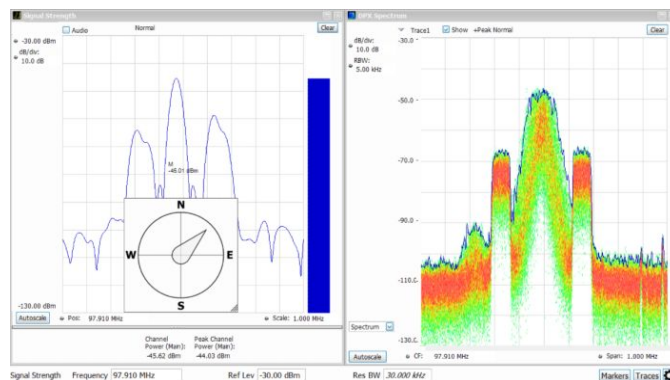 Signal Strength
Audio
Normal
Clear
-30.00 dBm
dB/div:
10.0 dB
M
-45.01 dBm
N
W
E
S
-130.00 dBm
Autoscale
Pos:
97.910 MHz
Scale:
1.000 MHz
Channel
Power (Main):
-45.62 dBm
Peak Channel
Power (Main):
-44.03 dBm
DPX Spectrum
Trace1
Show
+Peak Normal
Clear
dB/div:
10.0 dB
RBW:
5.00 kHz
-30.0
-50.0
-70.0
-90.0
-110.0
-130.0
Spectrum
Autoscale
CF:
97.910 MHz
Span:
1.000 MHz
Signal Strength
Frequency
97.910 MHz
Ref Lev
-30.00 dBm
Res BW
30.000 kHz
Markers
Traces